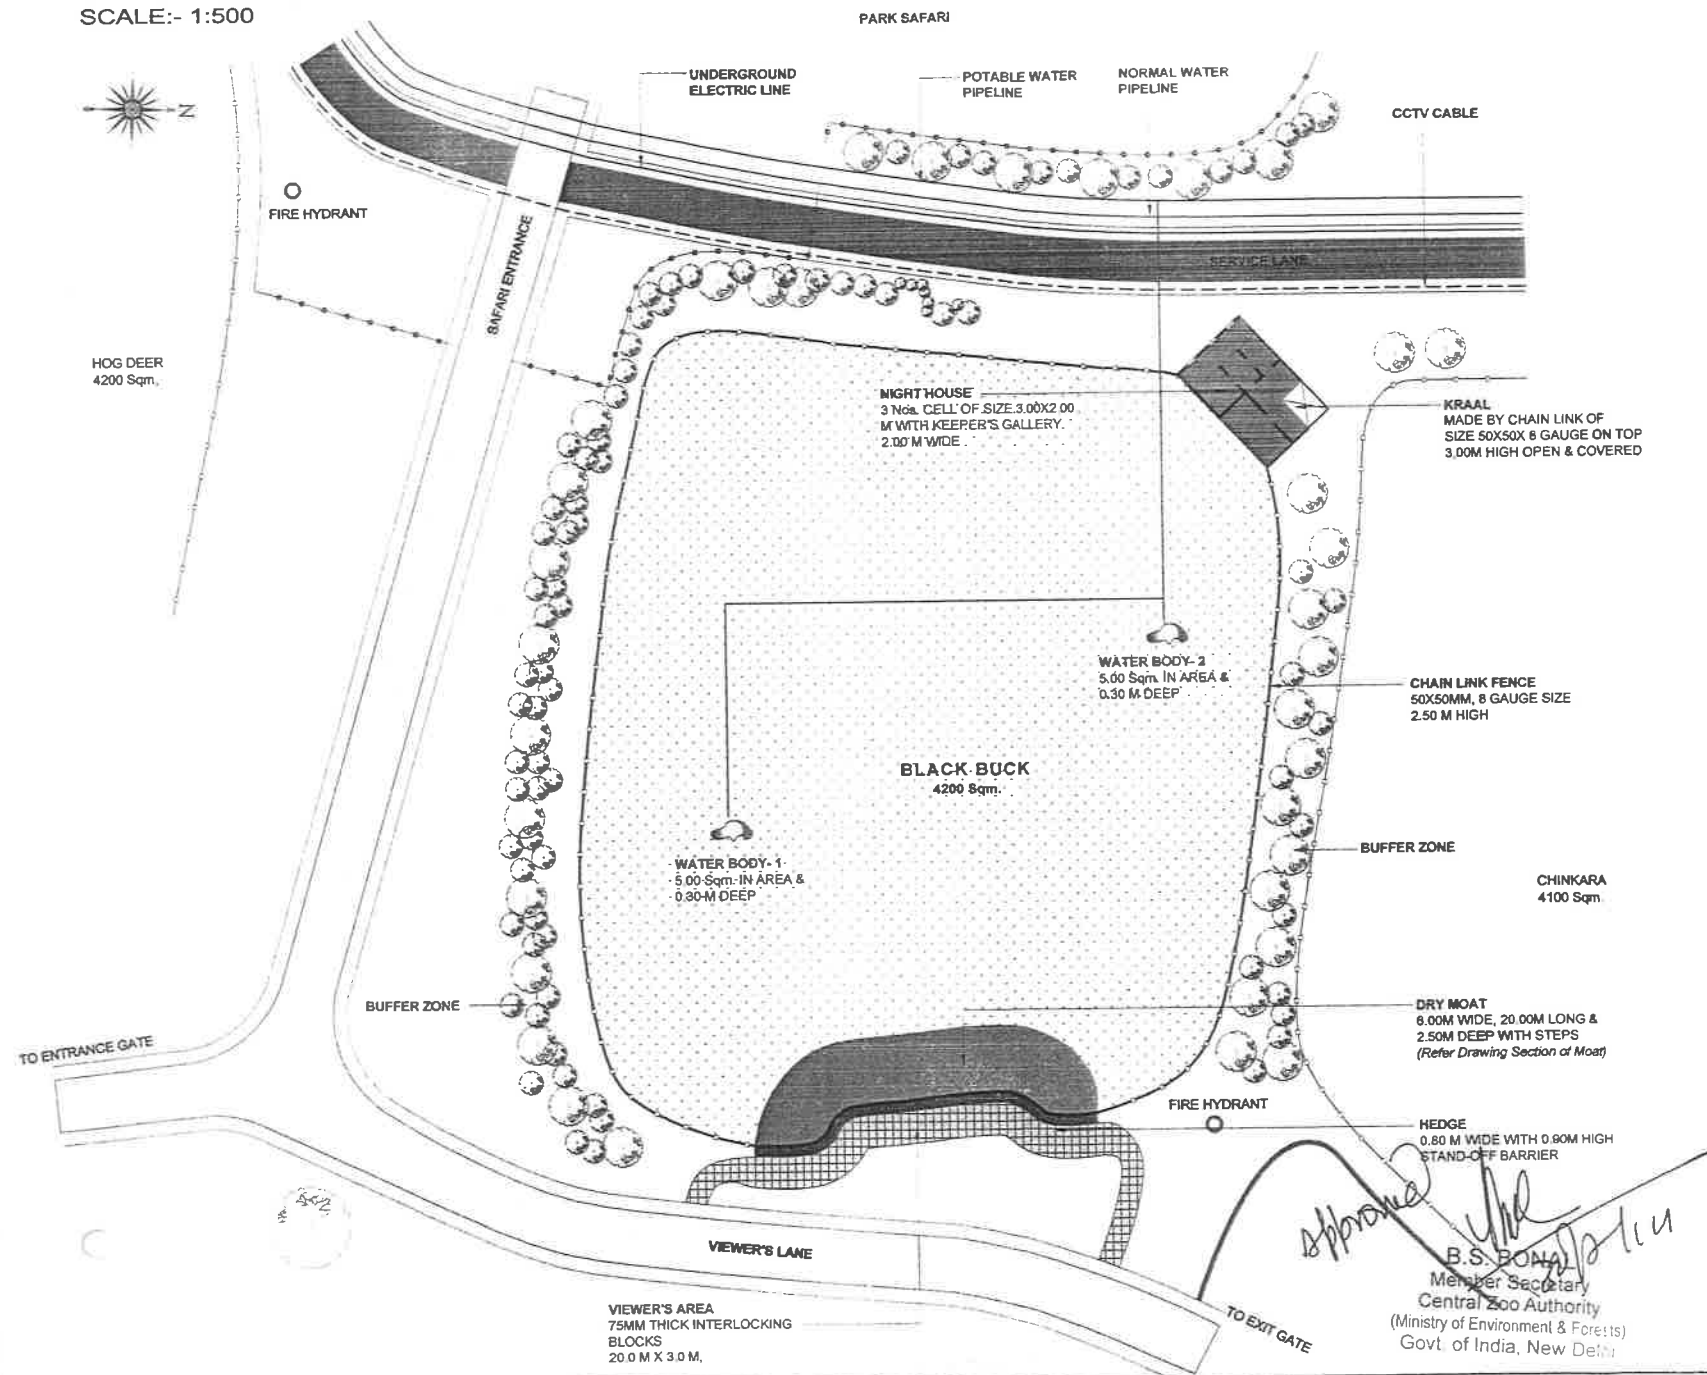 SCALE:- 1:500
PARK SAFARI
UNDERGROUND
ELECTRIC LINE
POTABLE WATER
PIPELINE
NORMAL WATER
PIPELINE
CCTV CABLE
N
FIRE HYDRANT
SAFARI ENTRANCE
SERVICE LANE
HOG DEER
4200 Sqm,
NIGHT HOUSE
3 Nos. CELL OF SIZE 3.00X2.00
M WITH KEEPER'S GALLERY
2.00 M WIDE
KRAAL
MADE BY CHAIN LINK OF
SIZE 50X50X 8 GAUGE ON TOP
3.00M HIGH OPEN & COVERED
WATER BODY- 2
5.00 Sqm. IN AREA &
0.30 M DEEP
CHAIN LINK FENCE
50X50MM, 8 GAUGE SIZE
2.50 M HIGH
BLACK BUCK
4200 Sqm.
WATER BODY- 1
5.00 Sqm. IN AREA &
0.30 M DEEP
BUFFER ZONE
CHINKARA
4100 Sqm
BUFFER ZONE
DRY MOAT
6.00M WIDE, 20.00M LONG &
2.50M DEEP WITH STEPS
(Refer Drawing Section of Moat)
TO ENTRANCE GATE
FIRE HYDRANT
HEDGE
0.80 M WIDE WITH 0.90M HIGH
STAND-OFF BARRIER
Approved
VIEWER'S LANE
B.S. BONAL
Member Secretary
Central Zoo Authority
(Ministry of Environment & Forests)
Govt. of India, New Delhi
VIEWER'S AREA
75MM THICK INTERLOCKING
BLOCKS
20.0 M X 3.0 M,
TO EXIT GATE